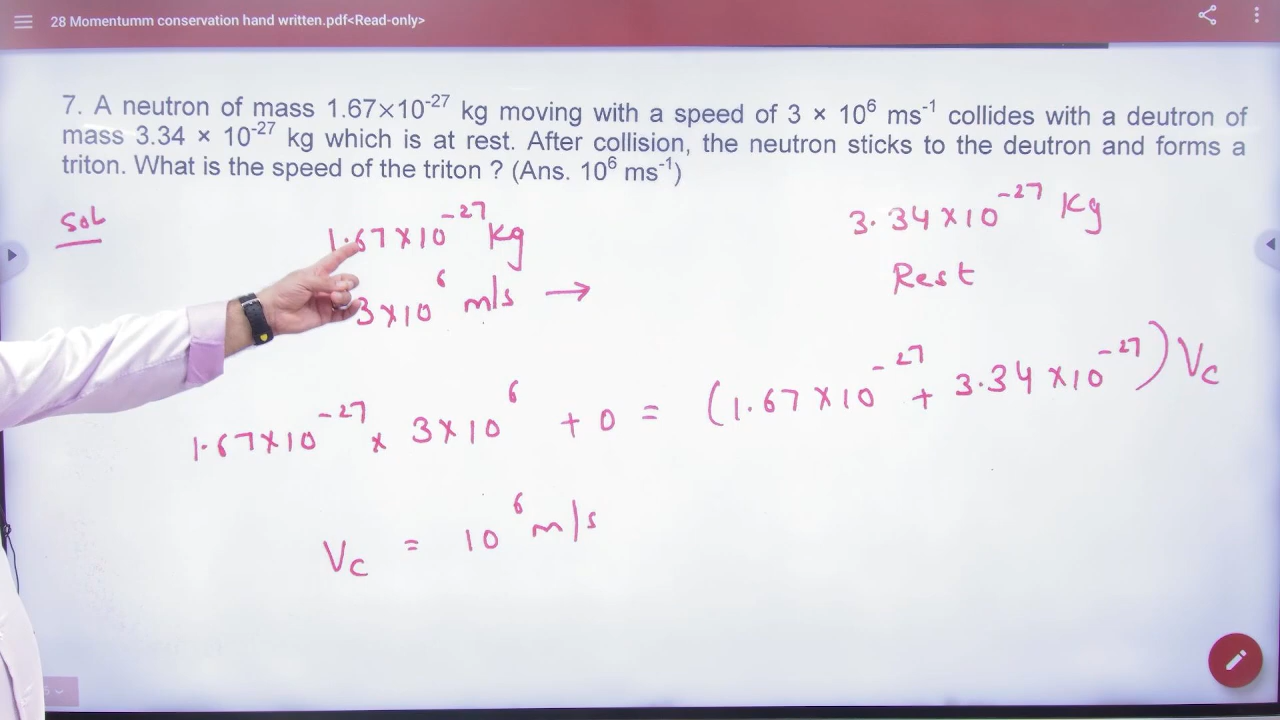 28 Momentumm conservation hand written.pdf<Read-only>
7. A neutron of mass 1.67×10⁻²⁷ kg moving with a speed of 3 × 10⁶ ms⁻¹ collides with a deutron of
mass 3.34 × 10⁻²⁷ kg which is at rest. After collision, the neutron sticks to the deutron and forms a
triton. What is the speed of the triton ? (Ans. 10⁶ ms⁻¹)
Sol
1.67×10⁻²⁷ Kg
3.34×10⁻²⁷ Kg
3×10⁶ m/s →
Rest
1.67×10⁻²⁷ × 3×10⁶ + 0 = (1.67×10⁻²⁷ + 3.34×10⁻²⁷) Vc
Vc = 10⁶ m/s